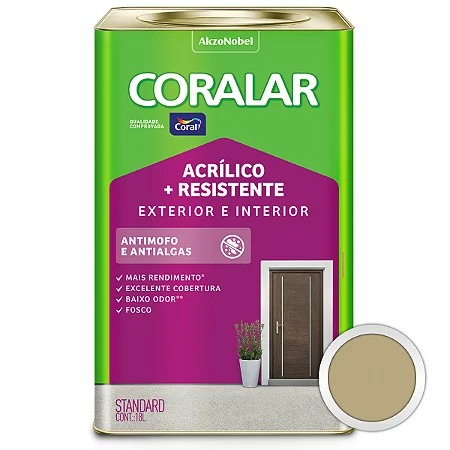 AkzoNobel
CORALAR
QUALIDADE
COMPROVADA
Coral
ACRÍLICO
+ RESISTENTE
EXTERIOR E INTERIOR
ANTIMOFO
E ANTIALGAS
✓ MAIS RENDIMENTO*
✓ EXCELENTE COBERTURA
✓ BAIXO ODOR**
✓ FOSCO
STANDARD
CONT.:18L